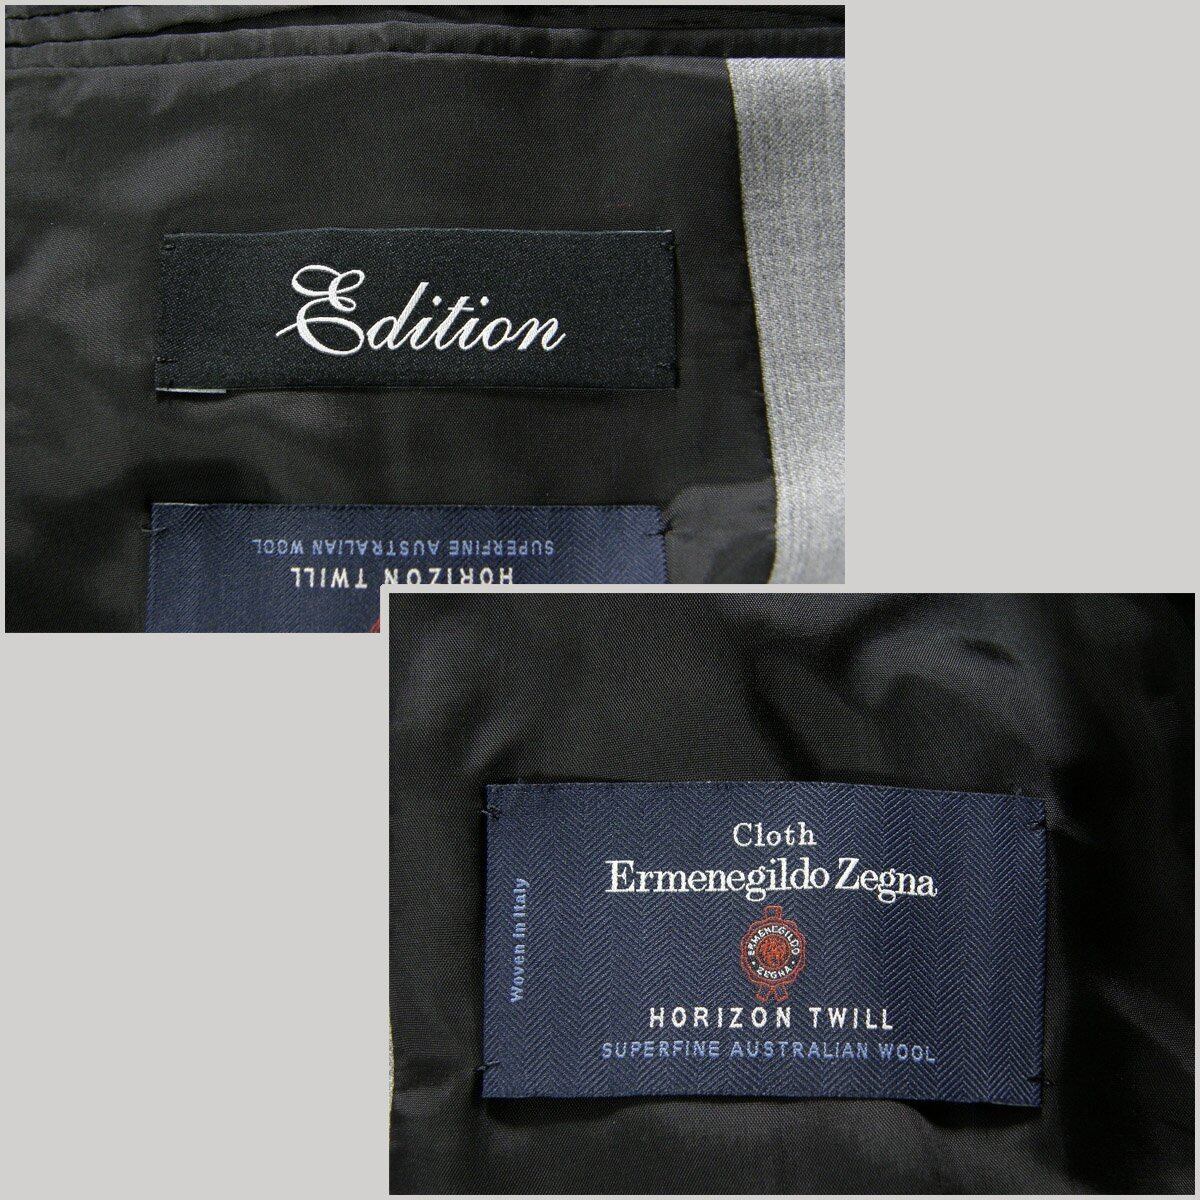 Edition
SUPERFINE AUSTRALIAN WOOL
HORIZON TWILL
Cloth
Ermenegildo Zegna
Woven in Italy
ERMENEGILDO
ZEGNA
HORIZON TWILL
SUPERFINE AUSTRALIAN WOOL